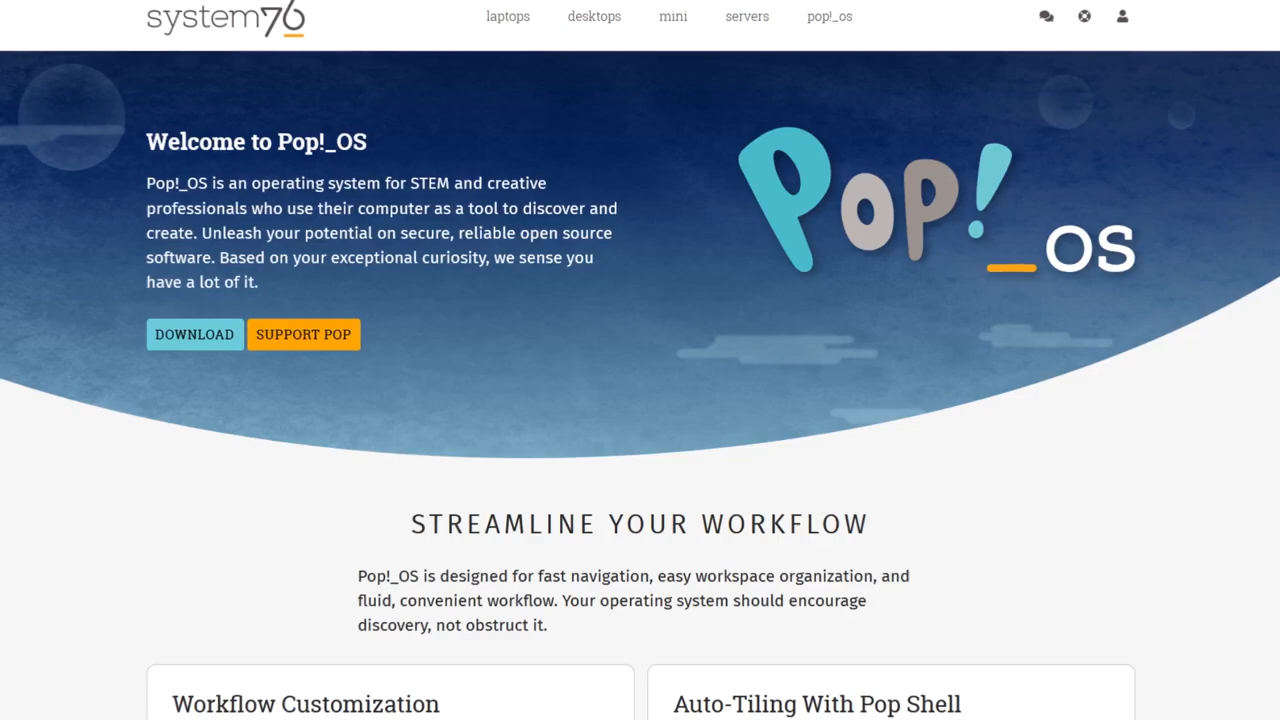 system76
laptops desktops mini servers pop!_os
Welcome to Pop!_OS
Pop!_OS is an operating system for STEM and creative
professionals who use their computer as a tool to discover and
create. Unleash your potential on secure, reliable open source
software. Based on your exceptional curiosity, we sense you
have a lot of it.
DOWNLOAD SUPPORT POP
Pop!_OS
STREAMLINE YOUR WORKFLOW
Pop!_OS is designed for fast navigation, easy workspace organization, and
fluid, convenient workflow. Your operating system should encourage
discovery, not obstruct it.
Workflow Customization
Auto-Tiling With Pop Shell